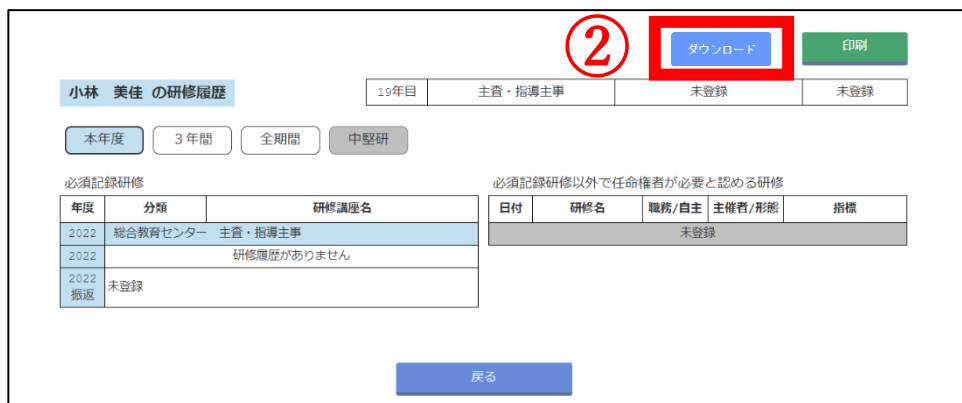 ② ダウンロード 印刷
小林 美佳 の研修履歴 19年目 主査・指導主事 未登録 未登録
本年度 3年間 全期間 中堅研
必須記録研修
年度 分類 研修講座名
2022 総合教育センター 主査・指導主事
2022 研修履歴がありません
2022 振返 未登録
必須記録研修以外で任命権者が必要と認める研修
日付 研修名 職務/自主 主催者/形態 指標
未登録
戻る